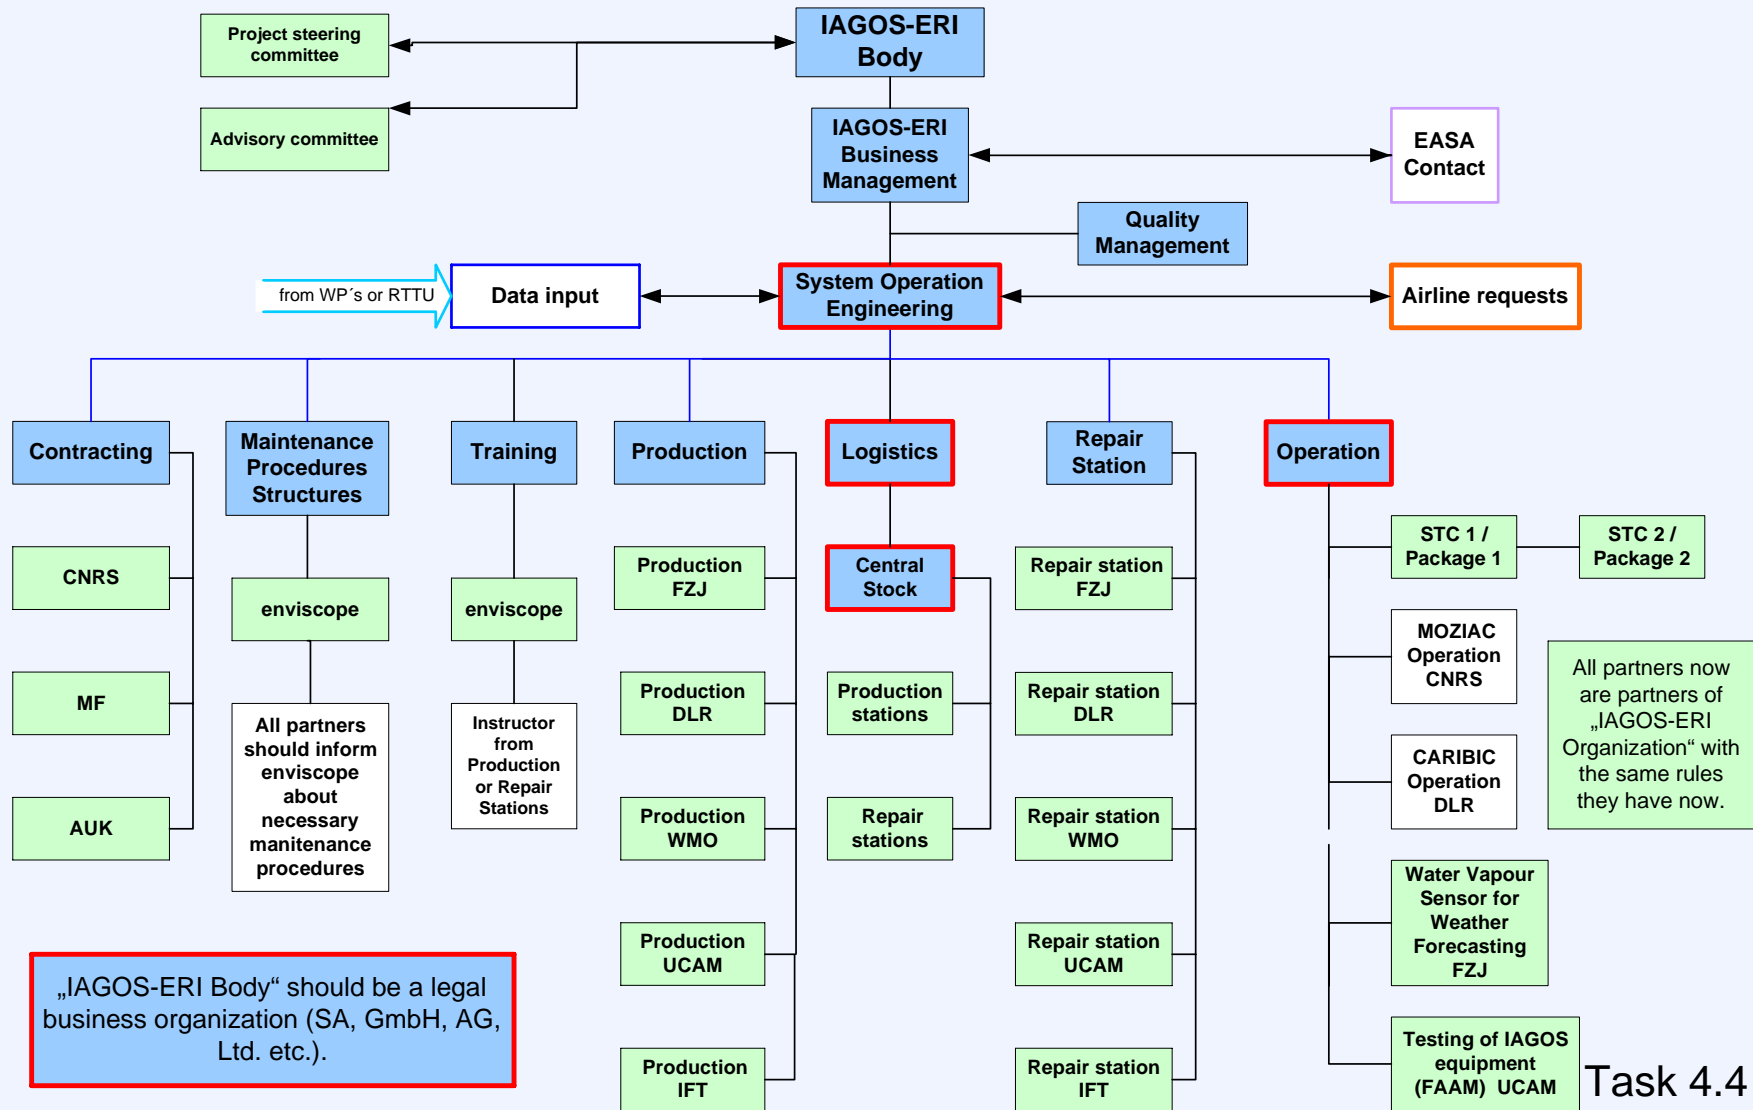 Project steering
committee
IAGOS-ERI
Body
Advisory committee
IAGOS-ERI
Business
Management
EASA
Contact
Quality
Management
from WP´s or RTTU
Data input
System Operation
Engineering
Airline requests
Contracting
Maintenance
Procedures
Structures
Training
Production
Logistics
Repair
Station
Operation
CNRS
MF
AUK
enviscope
All partners
should inform
enviscope
about
necessary
manitenance
procedures
enviscope
Instructor
from
Production
or Repair
Stations
Production
FZJ
Production
DLR
Production
WMO
Production
UCAM
Production
IFT
Central
Stock
Production
stations
Repair
stations
Repair station
FZJ
Repair station
DLR
Repair station
WMO
Repair station
UCAM
Repair station
IFT
STC 1 /
Package 1
STC 2 /
Package 2
MOZIAC
Operation
CNRS
CARIBIC
Operation
DLR
Water Vapour
Sensor for
Weather
Forecasting
FZJ
Testing of IAGOS
equipment
(FAAM) UCAM
All partners now
are partners of
„IAGOS-ERI
Organization“ with
the same rules
they have now.
„IAGOS-ERI Body“ should be a legal
business organization (SA, GmbH, AG,
Ltd. etc.).
Task 4.4